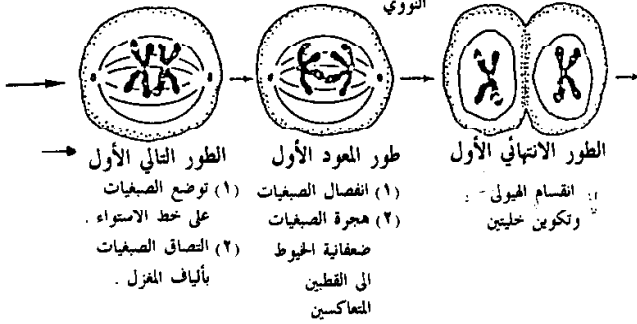 النووي
الطور التالي الأول
(١) توضع الصبغيات
على خط الاستواء .
(٢) التصاق الصبغيات
بألياف المغزل .
طور المعود الأول
(١) انفصال الصبغيات
(٢) هجرة الصبغيات
ضعفانية الخيوط
الى القطبين
المتعاكسين
الطور الانتهائي الأول
انقسام الهيولى
وتكوين خليتين